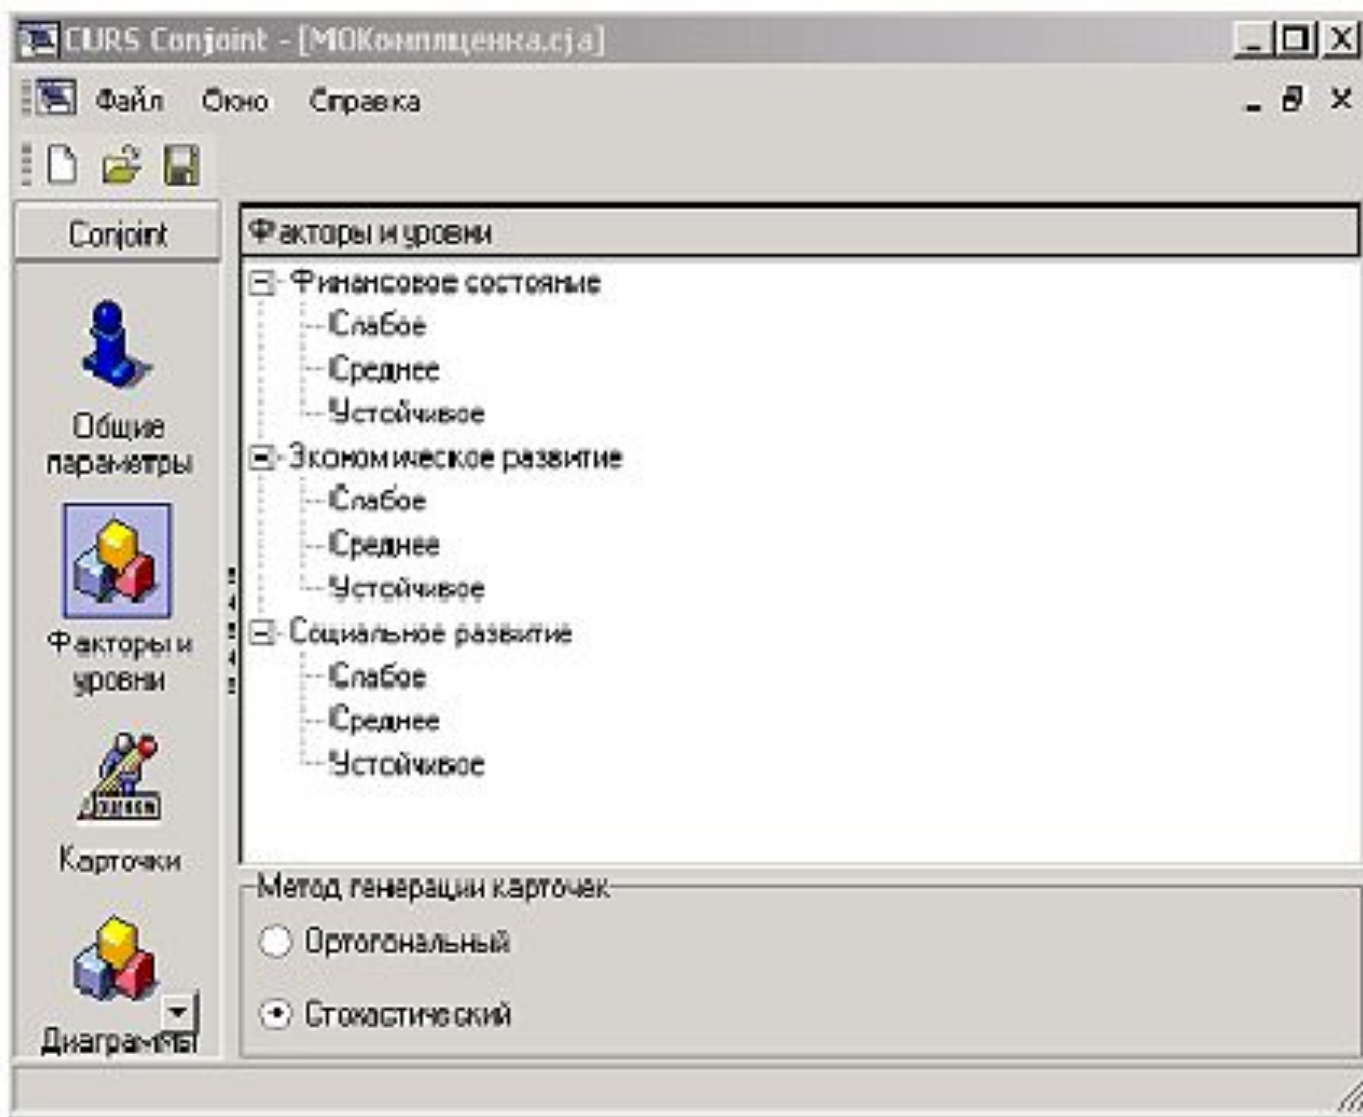 CURS Conjoint - [МОКомплценка.cja]
Файл Окно Справка
Conjoint
Общие
параметры
Факторы и
уровни
Карточки
Диаграммы
Факторы и уровни
Финансовое состояние
Слабое
Среднее
Устойчивое
Экономическое развитие
Слабое
Среднее
Устойчивое
Социальное развитие
Слабое
Среднее
Устойчивое
Метод генерации карточек
Ортогональный
Стохастический